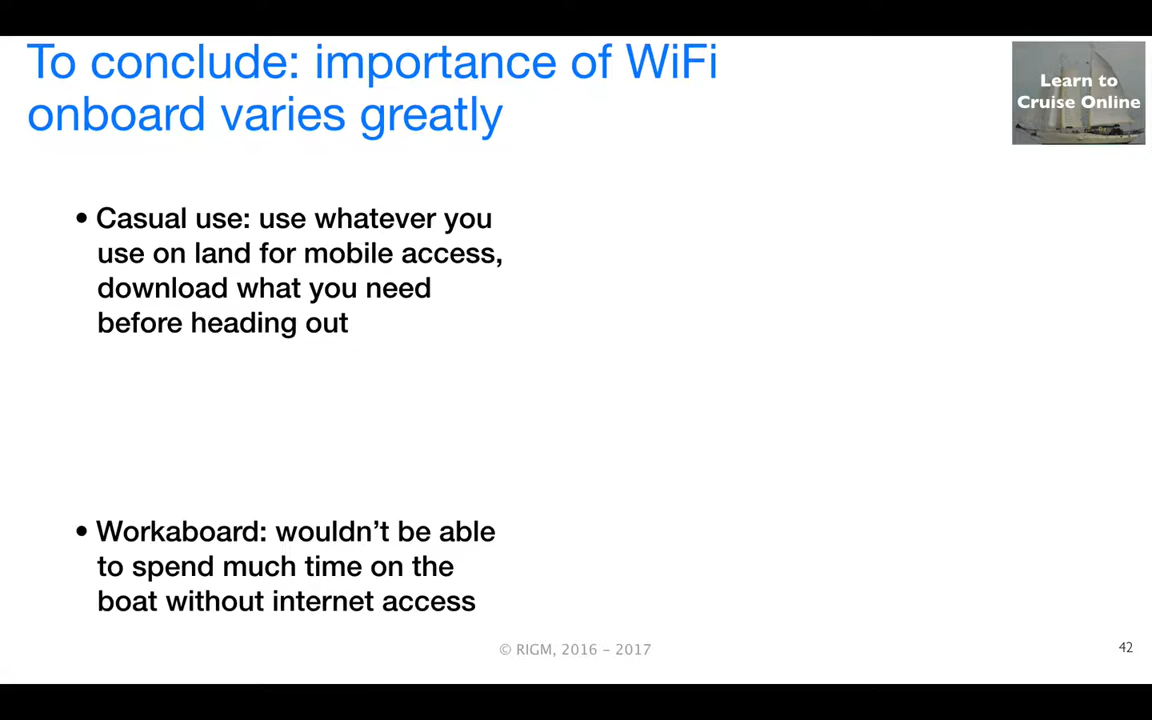 To conclude: importance of WiFi
onboard varies greatly
Learn to
Cruise Online
• Casual use: use whatever you
use on land for mobile access,
download what you need
before heading out
• Workaboard: wouldn’t be able
to spend much time on the
boat without internet access
© RIGM, 2016 – 2017
42